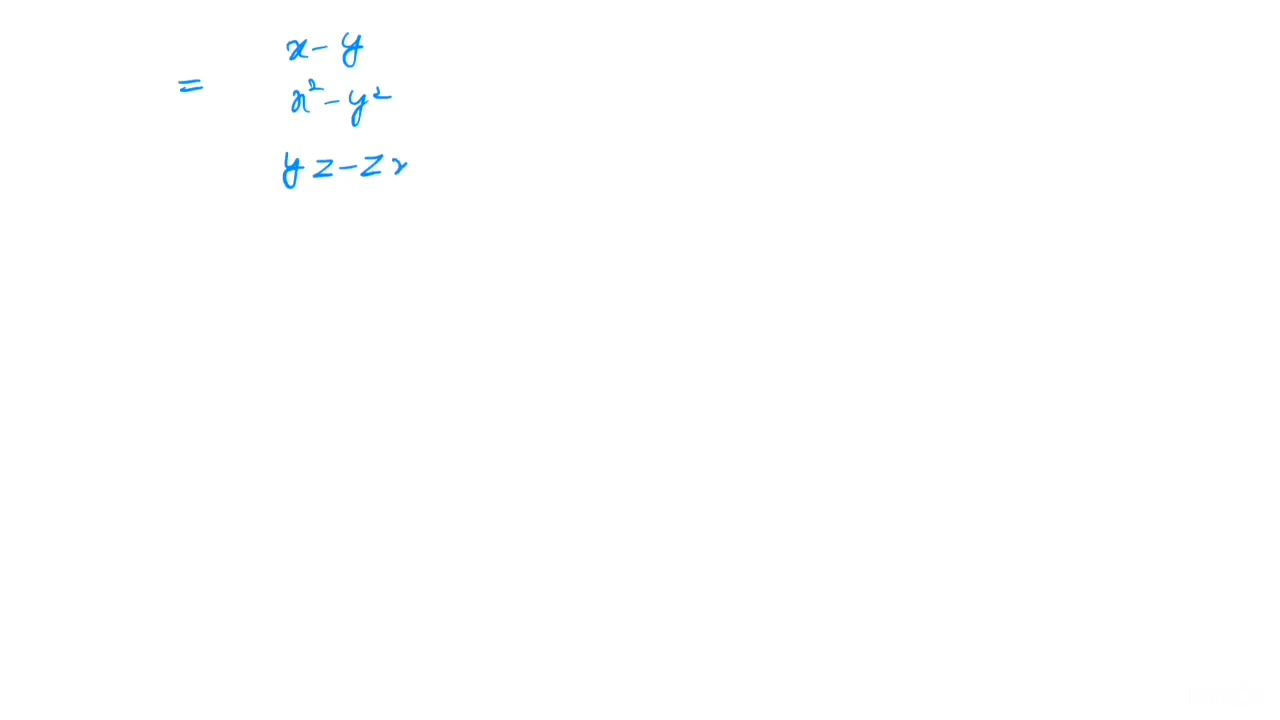 x - y
=
x² - y²
yz - zx